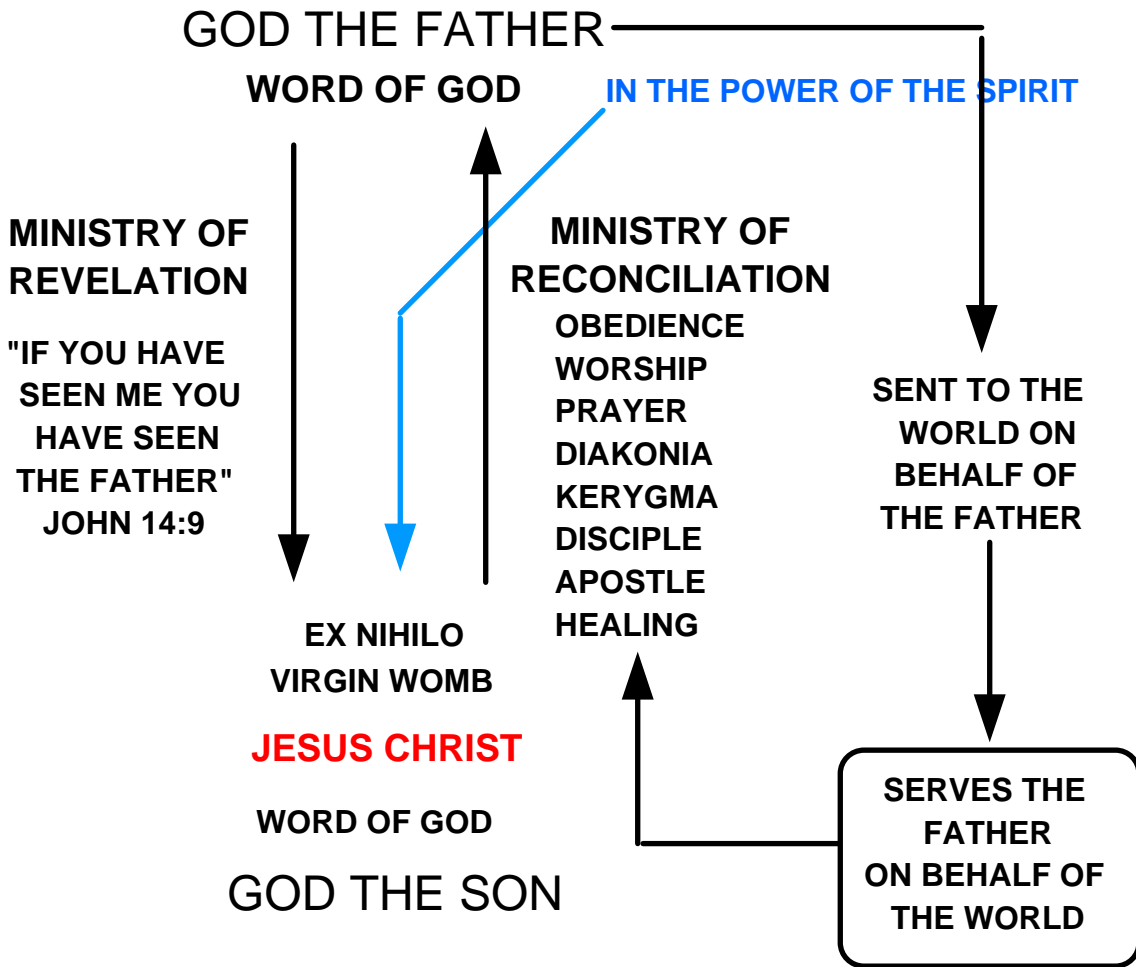 GOD THE FATHER
WORD OF GOD
IN THE POWER OF THE SPIRIT
MINISTRY OF
REVELATION
"IF YOU HAVE
SEEN ME YOU
HAVE SEEN
THE FATHER"
JOHN 14:9
MINISTRY OF
RECONCILIATION
OBEDIENCE
WORSHIP
PRAYER
DIAKONIA
KERYGMA
DISCIPLE
APOSTLE
HEALING
SENT TO THE
WORLD ON
BEHALF OF
THE FATHER
EX NIHILO
VIRGIN WOMB
JESUS CHRIST
WORD OF GOD
GOD THE SON
SERVES THE
FATHER
ON BEHALF OF
THE WORLD